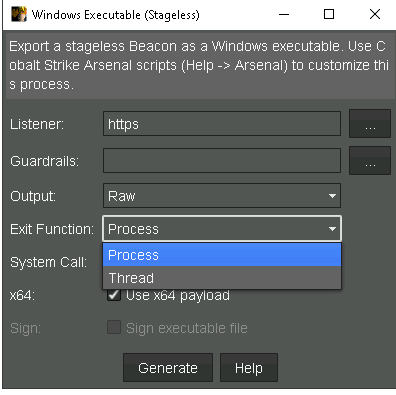 Windows Executable (Stageless)
Export a stageless Beacon as a Windows executable. Use C
obalt Strike Arsenal scripts (Help -> Arsenal) to customize thi
s process.
Listener: https ...
Guardrails: ...
Output: Raw
Exit Function: Process
Process
System Call:
Thread
x64: Use x64 payload
Sign: Sign executable file
Generate Help